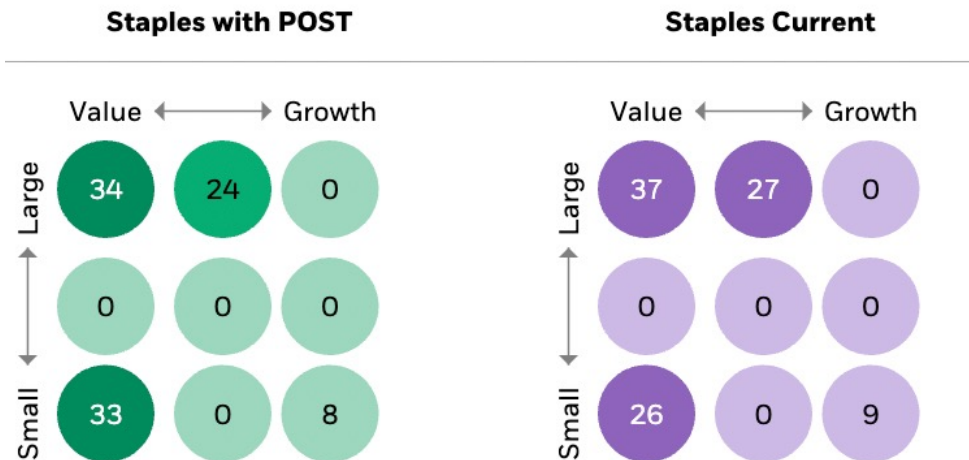 Staples with POST
Staples Current
Value Growth
Value Growth
Large
34 24 0
0 0 0
Small
33 0 8
Large
37 27 0
0 0 0
Small
26 0 9